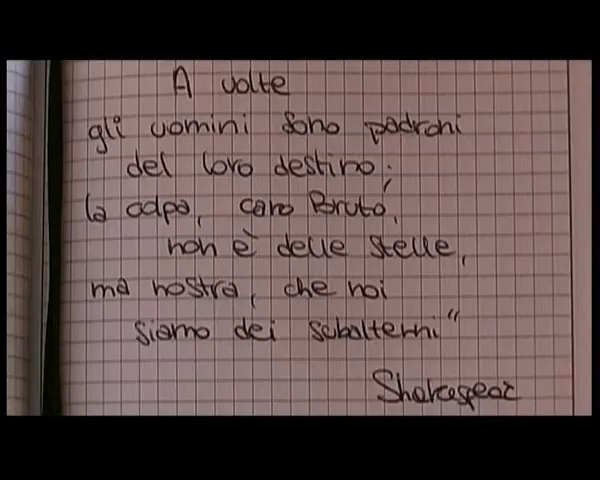 A volte
gli uomini sono padroni
del loro destino;
la colpa, caro Bruto,
non è delle stelle,
ma nostra, che noi
siamo dei subalterni"
Shakespear